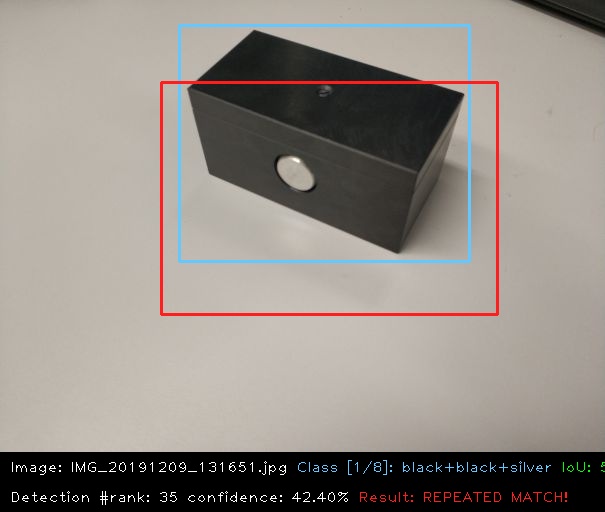 Image: IMG_20191209_131651.jpg Class [1/8]: black+black+silver IoU:
Detection #rank: 35 confidence: 42.40% Result: REPEATED MATCH!